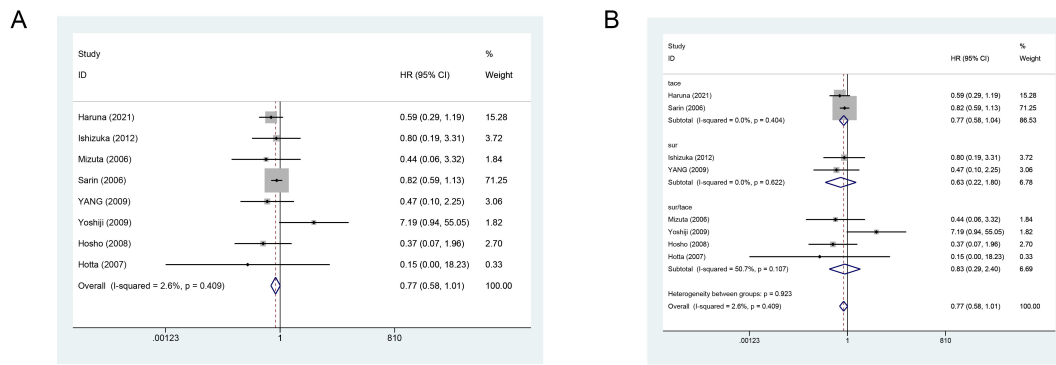 A
Study %
ID HR (95% CI) Weight
Haruna (2021) 0.59 (0.29, 1.19) 15.28
Ishizuka (2012) 0.80 (0.19, 3.31) 3.72
Mizuta (2006) 0.44 (0.06, 3.32) 1.84
Sarin (2006) 0.82 (0.59, 1.13) 71.25
YANG (2009) 0.47 (0.10, 2.25) 3.06
Yoshiji (2009) 7.19 (0.94, 55.05) 1.82
Hosho (2008) 0.37 (0.07, 1.96) 2.70
Hotta (2007) 0.15 (0.00, 18.23) 0.33
Overall (I-squared = 2.6%, p = 0.409) 0.77 (0.58, 1.01) 100.00
.00123 1 810
B
Study %
ID HR (95% CI) Weight
tace
Haruna (2021) 0.59 (0.29, 1.19) 15.28
Sarin (2006) 0.82 (0.59, 1.13) 71.25
Subtotal (I-squared = 0.0%, p = 0.404) 0.77 (0.58, 1.04) 86.53
sur
Ishizuka (2012) 0.80 (0.19, 3.31) 3.72
YANG (2009) 0.47 (0.10, 2.25) 3.06
Subtotal (I-squared = 0.0%, p = 0.622) 0.63 (0.22, 1.80) 6.78
sur/tace
Mizuta (2006) 0.44 (0.06, 3.32) 1.84
Yoshiji (2009) 7.19 (0.94, 55.05) 1.82
Hosho (2008) 0.37 (0.07, 1.96) 2.70
Hotta (2007) 0.15 (0.00, 18.23) 0.33
Subtotal (I-squared = 50.7%, p = 0.107) 0.83 (0.29, 2.40) 6.69
Heterogeneity between groups: p = 0.923
Overall (I-squared = 2.6%, p = 0.409) 0.77 (0.58, 1.01) 100.00
.00123 1 810